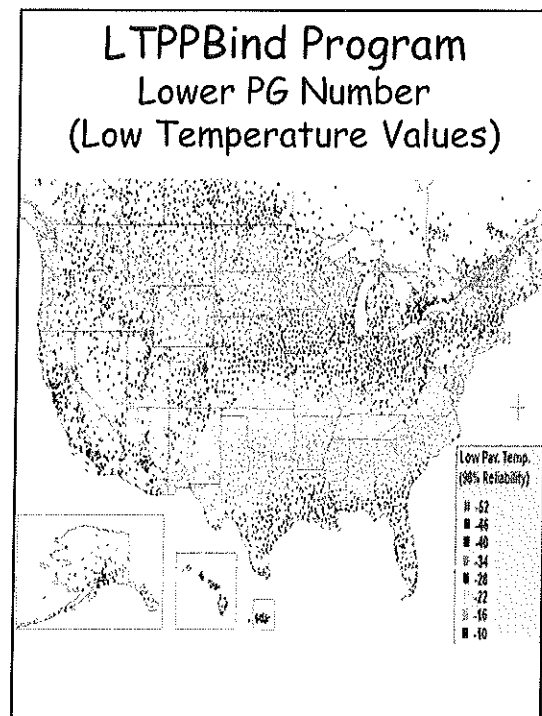 LTPPBind Program
Lower PG Number
(Low Temperature Values)
Low Pav. Temp.
(98% Reliability)
-52
-46
-40
-34
-28
-22
-16
-10